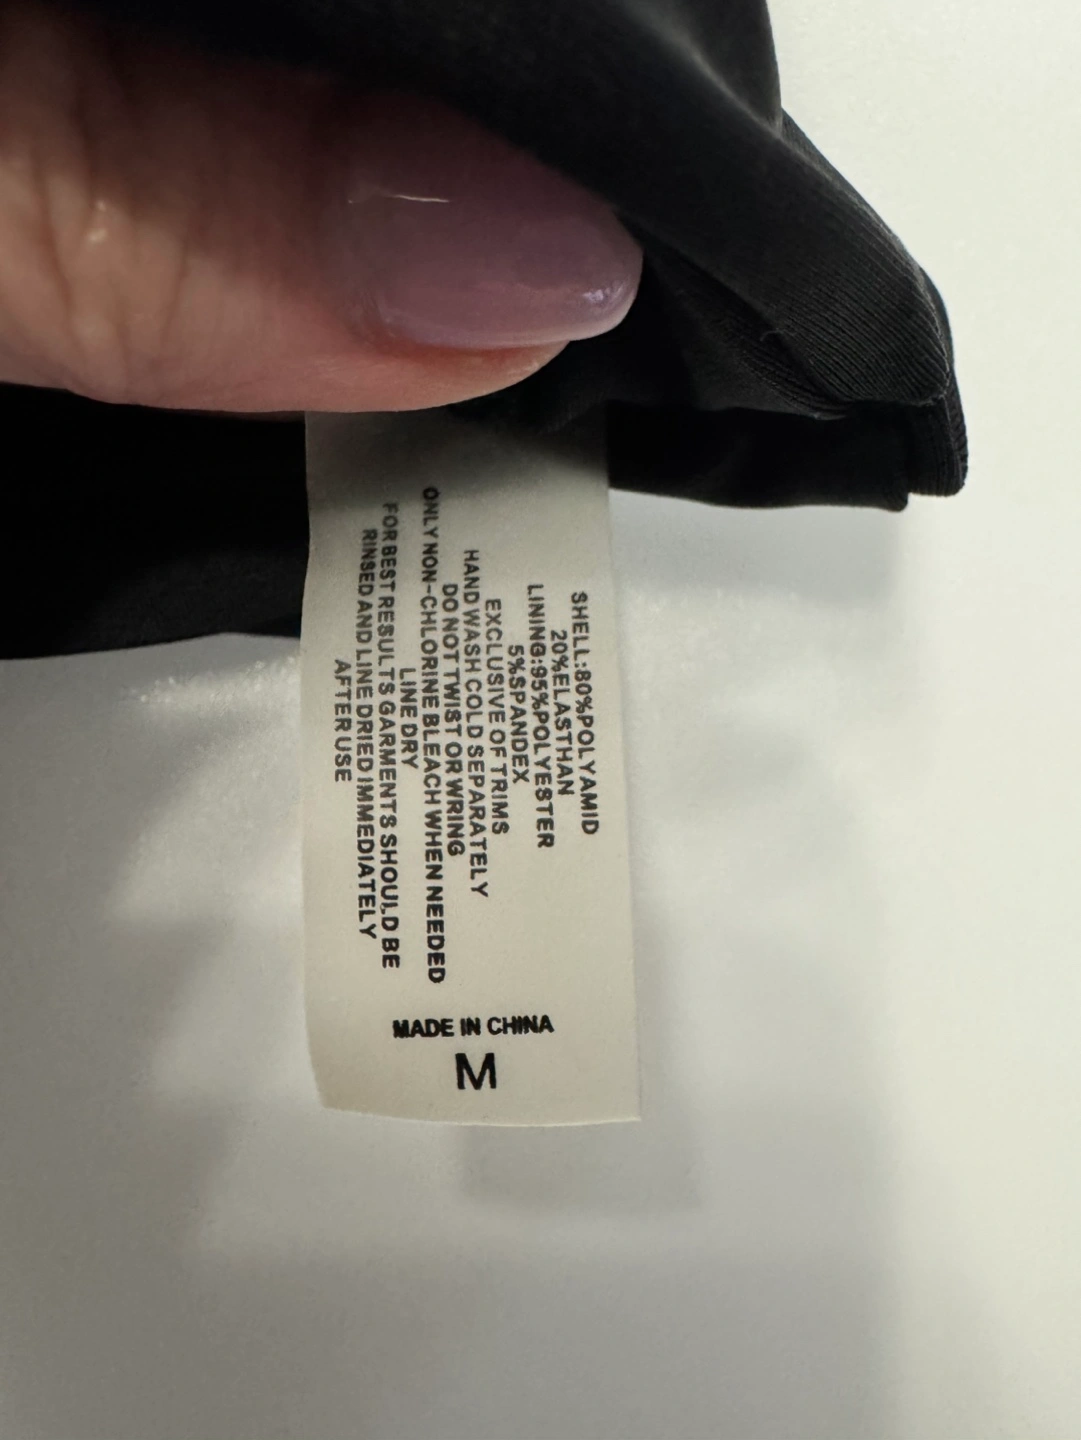 SHELL:80%POLYAMID
20%ELASTHAN
LINING:95%POLYESTER
5%SPANDEX
EXCLUSIVE OF TRIMS
HAND WASH COLD SEPARATELY
DO NOT TWIST OR WRING
ONLY NON-CHLORINE BLEACH WHEN NEEDED
LINE DRY
FOR BEST RESULTS GARMENTS SHOULD BE
RINSED AND LINE DRIED IMMEDIATELY
AFTER USE
MADE IN CHINA
M